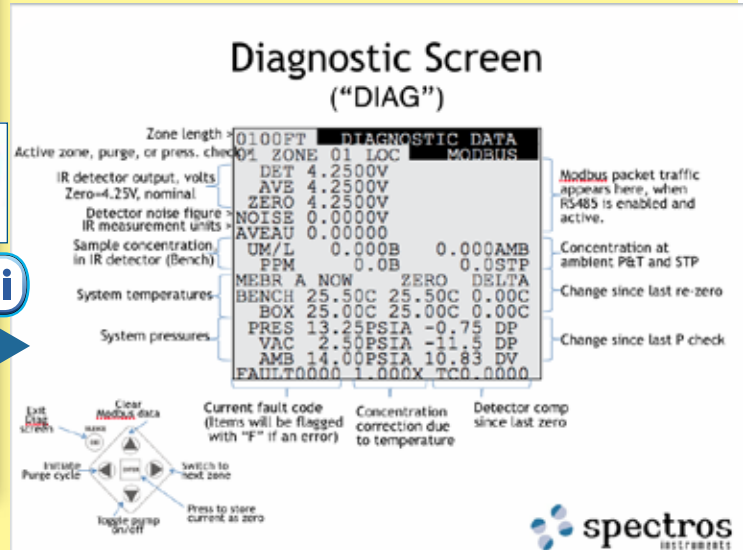 Diagnostic Screen
("DIAG")
Zone length >
Active zone, purge, or press. check
IR detector output, volts
Zero=4.25V, nominal
Detector noise figure >
IR measurement units >
Sample concentration
in IR detector (Bench)
System temperatures
System pressures
0100FT DIAGNOSTIC DATA
01 ZONE 01 LOC MODBUS
DET 4.2500V
AVE 4.2500V
ZERO 4.2500V
NOISE 0.0000V
AVEAU 0.00000
UM/L 0.000B 0.000AMB
PPM 0.0B 0.0STP
MEBR A NOW ZERO DELTA
BENCH 25.50C 25.50C 0.00C
BOX 25.00C 25.00C 0.00C
PRES 13.25PSIA -0.75 DP
VAC 2.50PSIA -11.5 DP
AMB 14.00PSIA 10.83 DV
FAULT0000 1.000X TC0.0000
Modbus packet traffic
appears here, when
RS485 is enabled and
active.
Concentration at
ambient P&T and STP
Change since last re-zero
Change since last P check
Current fault code
(Items will be flagged
with "F" if an error)
Concentration
correction due
to temperature
Detector comp
since last zero
Exit
Diag
screen
Clear
Modbus data
Initiate
Purge cycle
ENTER
Switch to
next zone
Toggle pump
on/off
Press to store
current as zero
i
spectros
instruments